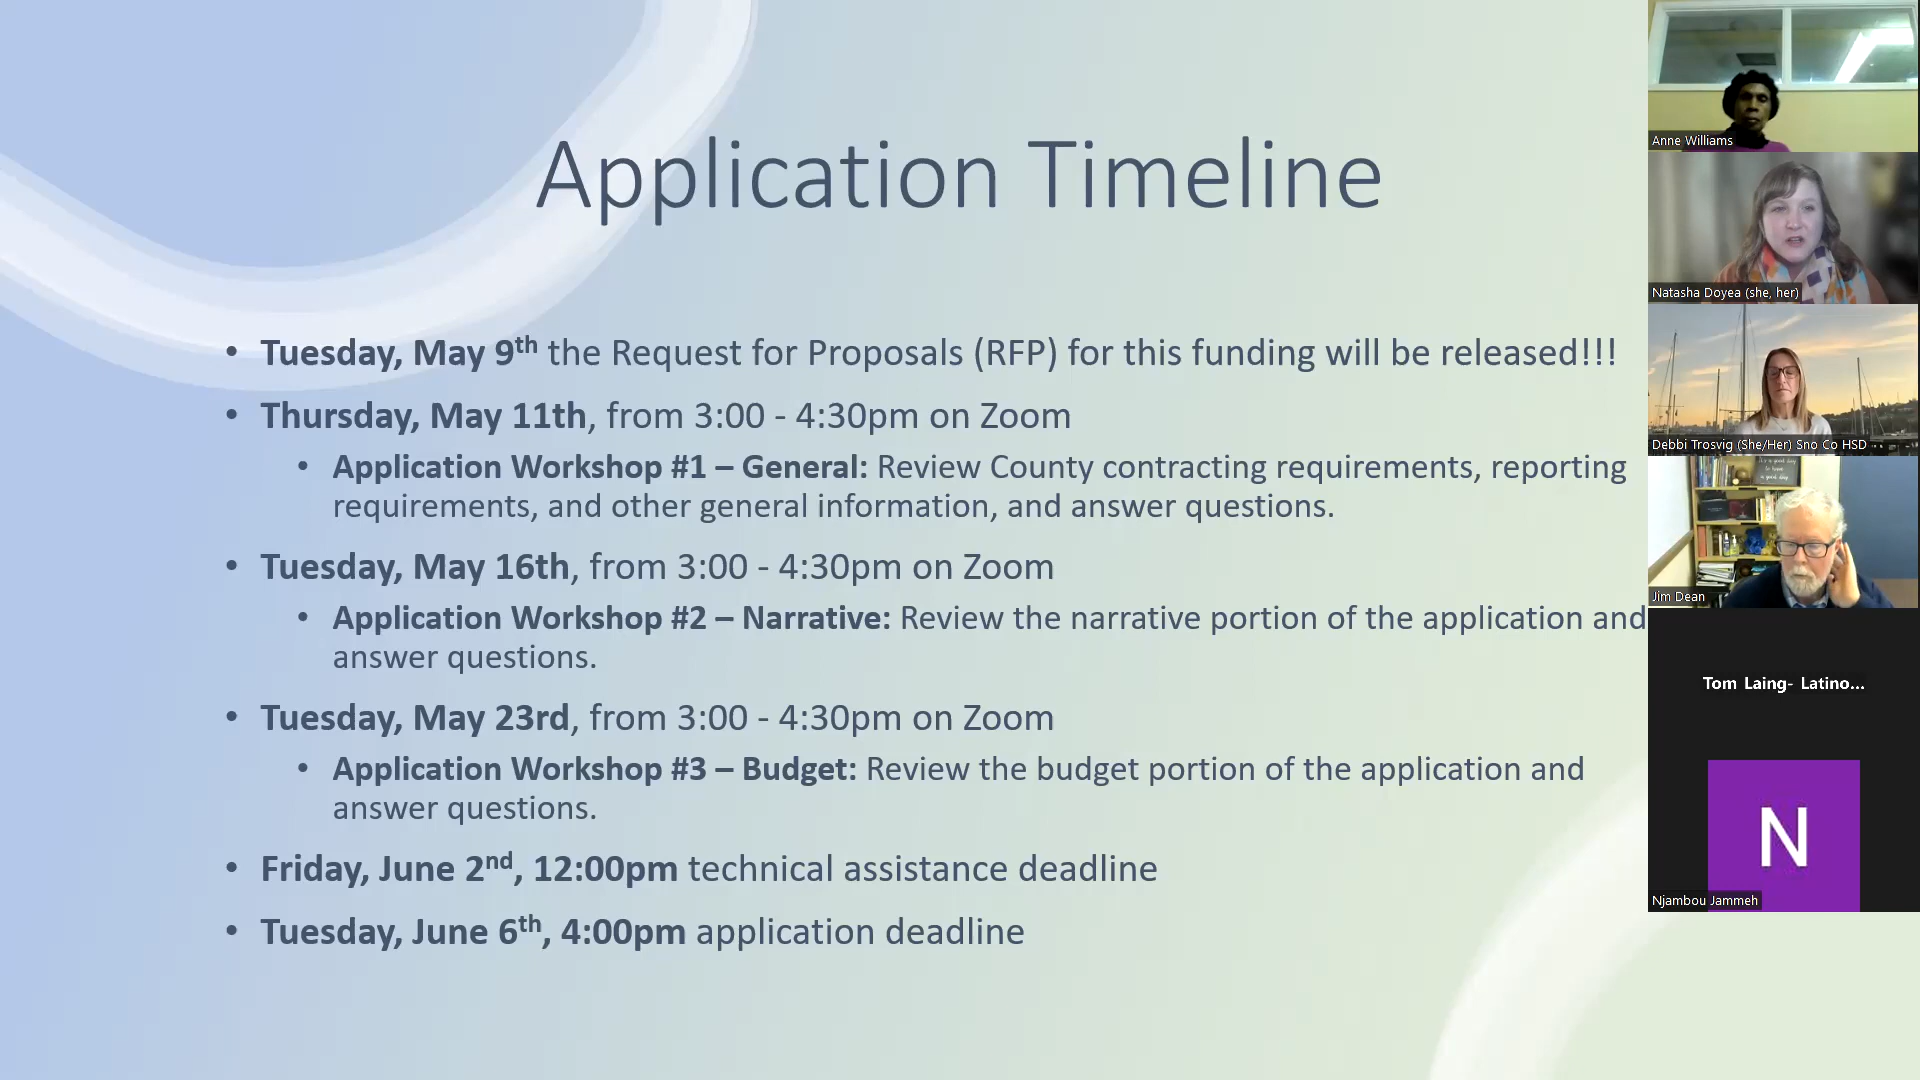 Application Timeline
• Tuesday, May 9th the Request for Proposals (RFP) for this funding will be released!!!
• Thursday, May 11th, from 3:00 - 4:30pm on Zoom
• Application Workshop #1 – General: Review County contracting requirements, reporting
requirements, and other general information, and answer questions.
• Tuesday, May 16th, from 3:00 - 4:30pm on Zoom
• Application Workshop #2 – Narrative: Review the narrative portion of the application and
answer questions.
• Tuesday, May 23rd, from 3:00 - 4:30pm on Zoom
• Application Workshop #3 – Budget: Review the budget portion of the application and
answer questions.
• Friday, June 2nd, 12:00pm technical assistance deadline
• Tuesday, June 6th, 4:00pm application deadline
Anne Williams
Natasha Doyea (she, her)
Debbi Trosvig (She/Her) Sno Co HSD
Jim Dean
Tom Laing- Latino...
N
Njambou Jammeh